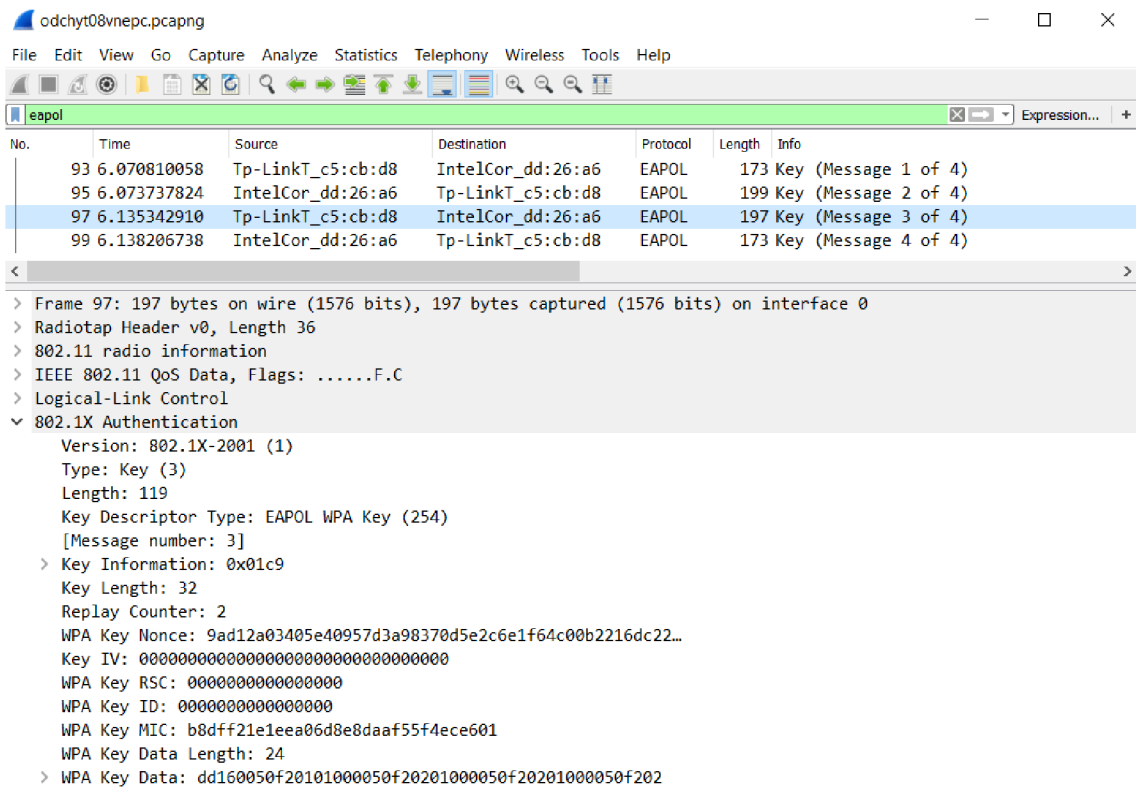 odchyt08vnepc.pcapng
File Edit View Go Capture Analyze Statistics Telephony Wireless Tools Help
eapol Expression... +
No. Time Source Destination Protocol Length Info
93 6.070810058 Tp-LinkT_c5:cb:d8 IntelCor_dd:26:a6 EAPOL 173 Key (Message 1 of 4)
95 6.073737824 IntelCor_dd:26:a6 Tp-LinkT_c5:cb:d8 EAPOL 199 Key (Message 2 of 4)
97 6.135342910 Tp-LinkT_c5:cb:d8 IntelCor_dd:26:a6 EAPOL 197 Key (Message 3 of 4)
99 6.138206738 IntelCor_dd:26:a6 Tp-LinkT_c5:cb:d8 EAPOL 173 Key (Message 4 of 4)
Frame 97: 197 bytes on wire (1576 bits), 197 bytes captured (1576 bits) on interface 0
Radiotap Header v0, Length 36
802.11 radio information
IEEE 802.11 QoS Data, Flags: ......F.C
Logical-Link Control
802.1X Authentication
Version: 802.1X-2001 (1)
Type: Key (3)
Length: 119
Key Descriptor Type: EAPOL WPA Key (254)
[Message number: 3]
Key Information: 0x01c9
Key Length: 32
Replay Counter: 2
WPA Key Nonce: 9ad12a03405e40957d3a98370d5e2c6e1f64c00b2216dc22…
Key IV: 00000000000000000000000000000000
WPA Key RSC: 0000000000000000
WPA Key ID: 0000000000000000
WPA Key MIC: b8dff21e1eea06d8e8daaf55f4ece601
WPA Key Data Length: 24
WPA Key Data: dd160050f20101000050f20201000050f20201000050f202